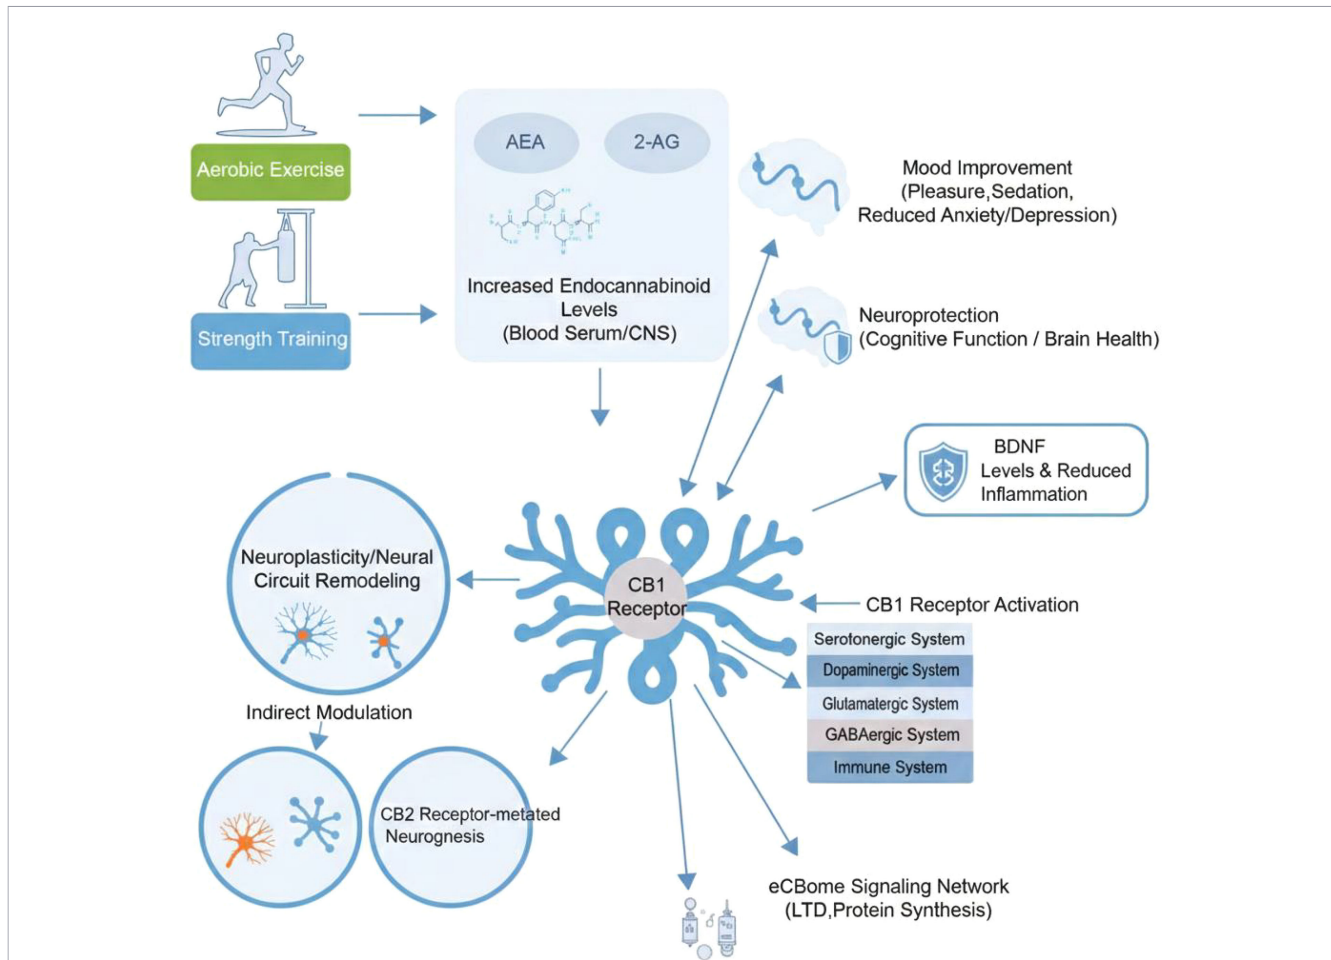 Aerobic Exercise
Strength Training
AEA
2-AG
Increased Endocannabinoid
Levels
(Blood Serum/CNS)
Mood Improvement
(Pleasure,Sedation,
Reduced Anxiety/Depression)
Neuroprotection
(Cognitive Function / Brain Health)
BDNF
Levels & Reduced
Inflammation
Neuroplasticity/Neural
Circuit Remodeling
CB1
Receptor
CB1 Receptor Activation
Serotonergic System
Dopaminergic System
Glutamatergic System
GABAergic System
Immune System
Indirect Modulation
CB2 Receptor-metated
Neurognesis
eCBome Signaling Network
(LTD,Protein Synthesis)